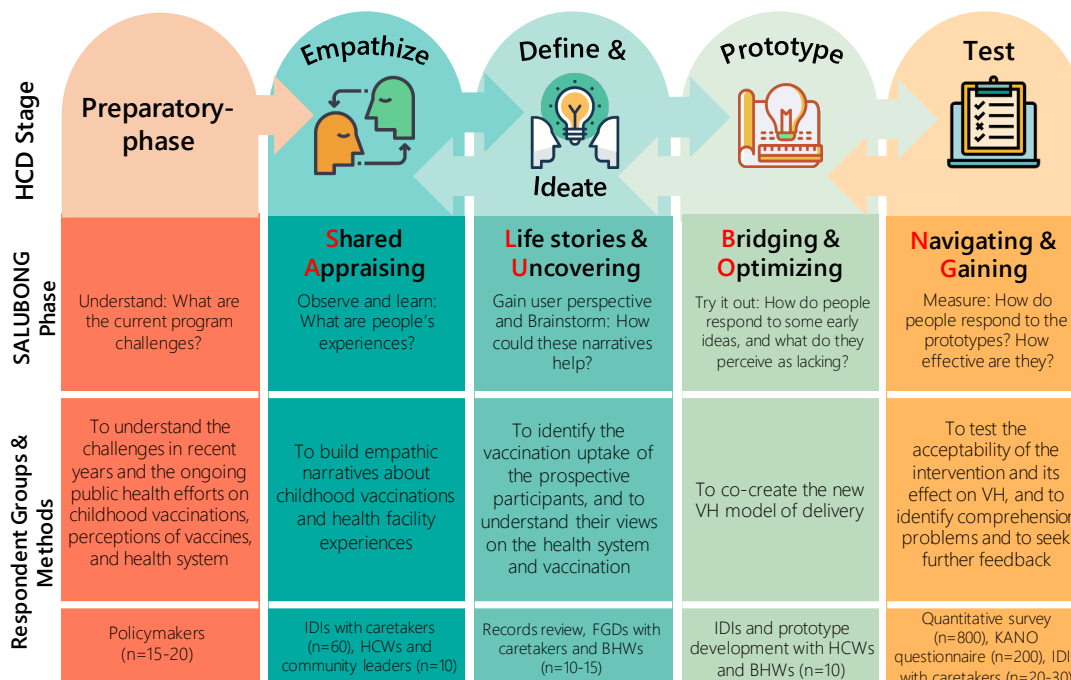 HCD Stage
Preparatory-
phase
Empathize
Define &
Ideate
Prototype
Test
SALUBONG
Phase
Understand: What are
the current program
challenges?
Shared
Appraising
Observe and learn:
What are people's
experiences?
Life stories &
Uncovering
Gain user perspective
and Brainstorm: How
could these narratives
help?
Bridging &
Optimizing
Try it out: How do people
respond to some early
ideas, and what do they
perceive as lacking?
Navigating &
Gaining
Measure: How do
people respond to the
prototypes? How
effective are they?
Respondent Groups &
Methods
To understand the
challenges in recent
years and the ongoing
public health efforts on
childhood vaccinations,
perceptions of vaccines,
and health system
To build empathic
narratives about
childhood vaccinations
and health facility
experiences
To identify the
vaccination uptake of
the prospective
participants, and to
understand their views
on the health system
and vaccination
To co-create the new
VH model of delivery
To test the
acceptability of the
intervention and its
effect on VH, and to
identify comprehension
problems and to seek
further feedback
Policymakers
(n=15-20)
IDIs with caretakers
(n=60), HCWs and
community leaders (n=10)
Records review, FGDs with
caretakers and BHWs
(n=10-15)
IDIs and prototype
development with HCWs
and BHWs (n=10)
Quantitative survey
(n=800), KANO
questionnaire (n=200), IDI
with caretakers (n=20-30)